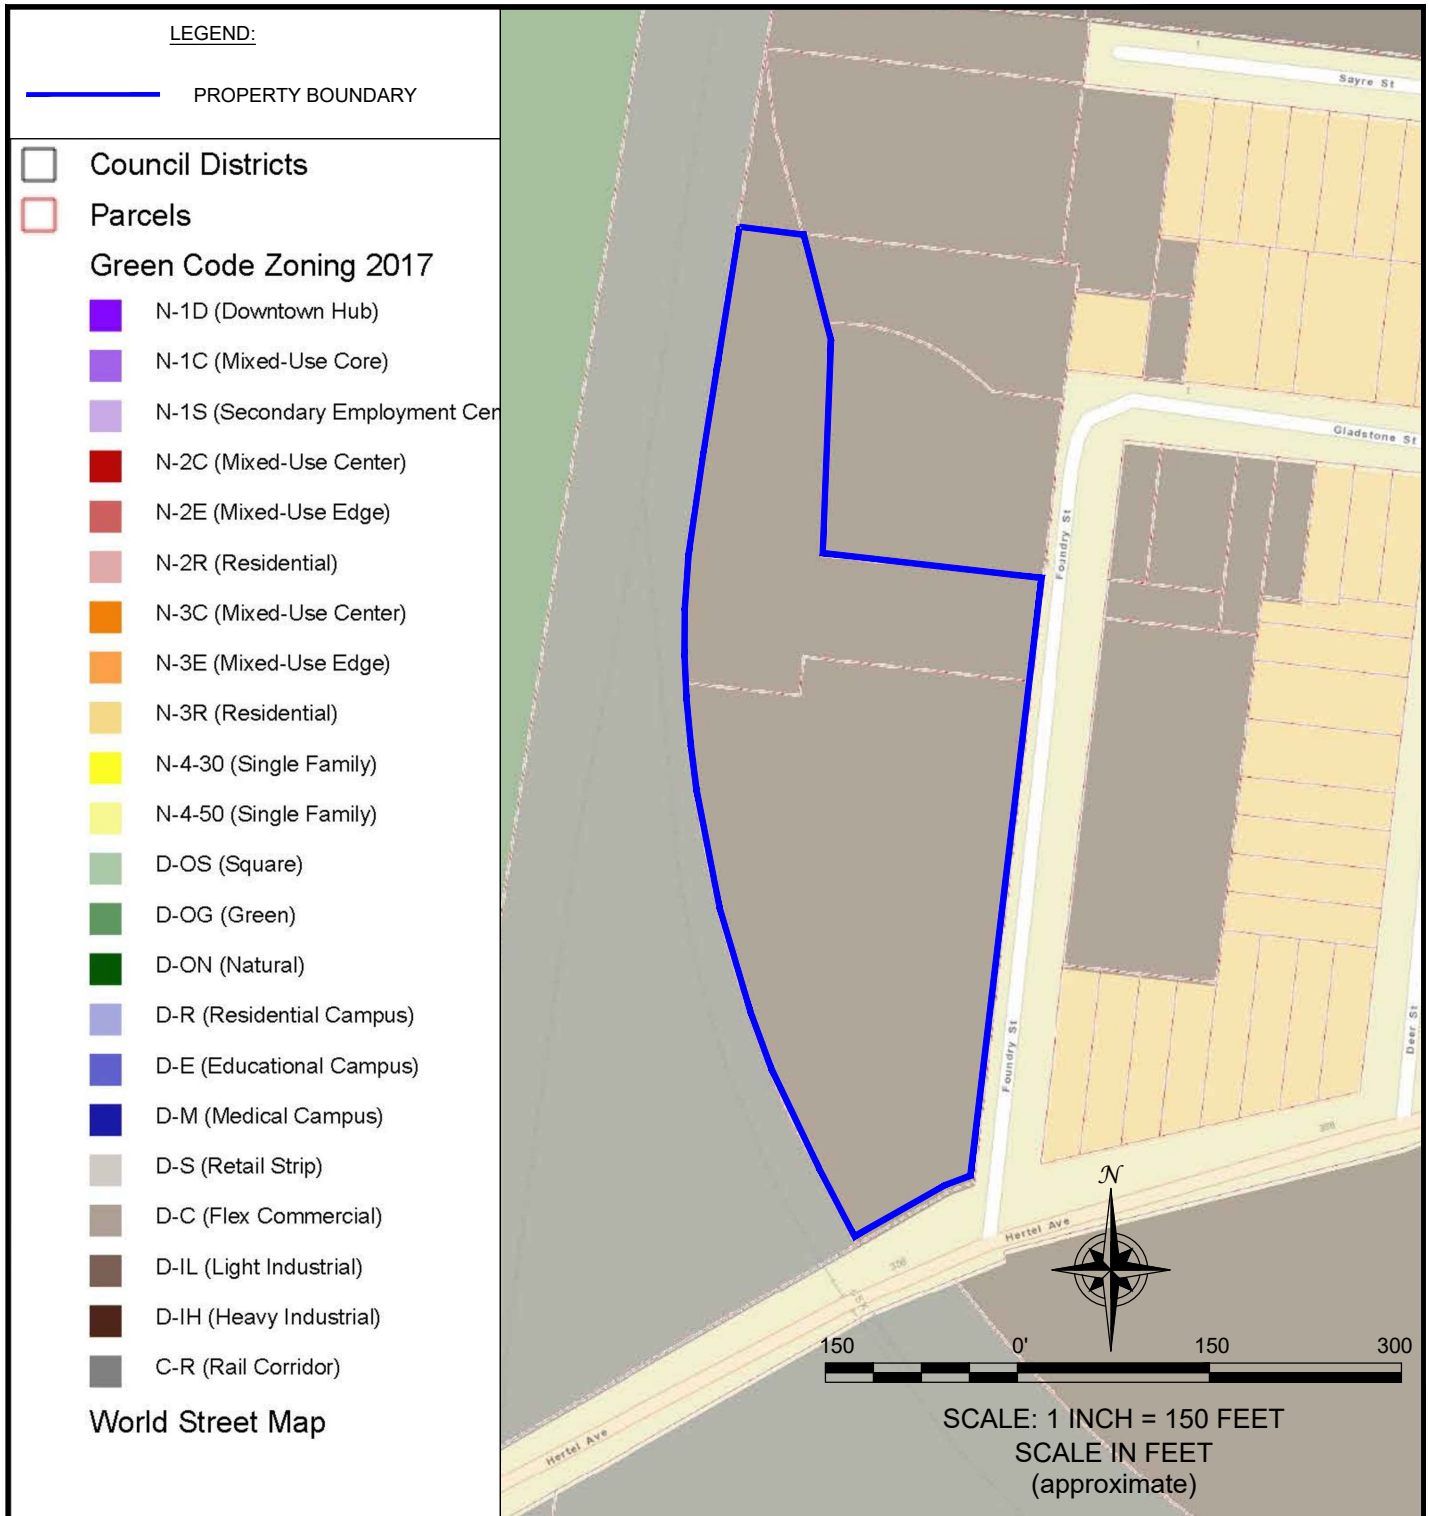 LEGEND:
PROPERTY BOUNDARY
Council Districts
Parcels
Green Code Zoning 2017
N-1D (Downtown Hub)
N-1C (Mixed-Use Core)
N-1S (Secondary Employment Cen
N-2C (Mixed-Use Center)
N-2E (Mixed-Use Edge)
N-2R (Residential)
N-3C (Mixed-Use Center)
N-3E (Mixed-Use Edge)
N-3R (Residential)
N-4-30 (Single Family)
N-4-50 (Single Family)
D-OS (Square)
D-OG (Green)
D-ON (Natural)
D-R (Residential Campus)
D-E (Educational Campus)
D-M (Medical Campus)
D-S (Retail Strip)
D-C (Flex Commercial)
D-IL (Light Industrial)
D-IH (Heavy Industrial)
C-R (Rail Corridor)
World Street Map
Sayre St
Gladstone St
Foundry St
Foundry St
Deer St
Hertel Ave
Hertel Ave
CSX
N
150 0' 150 300
SCALE: 1 INCH = 150 FEET
SCALE IN FEET
(approximate)